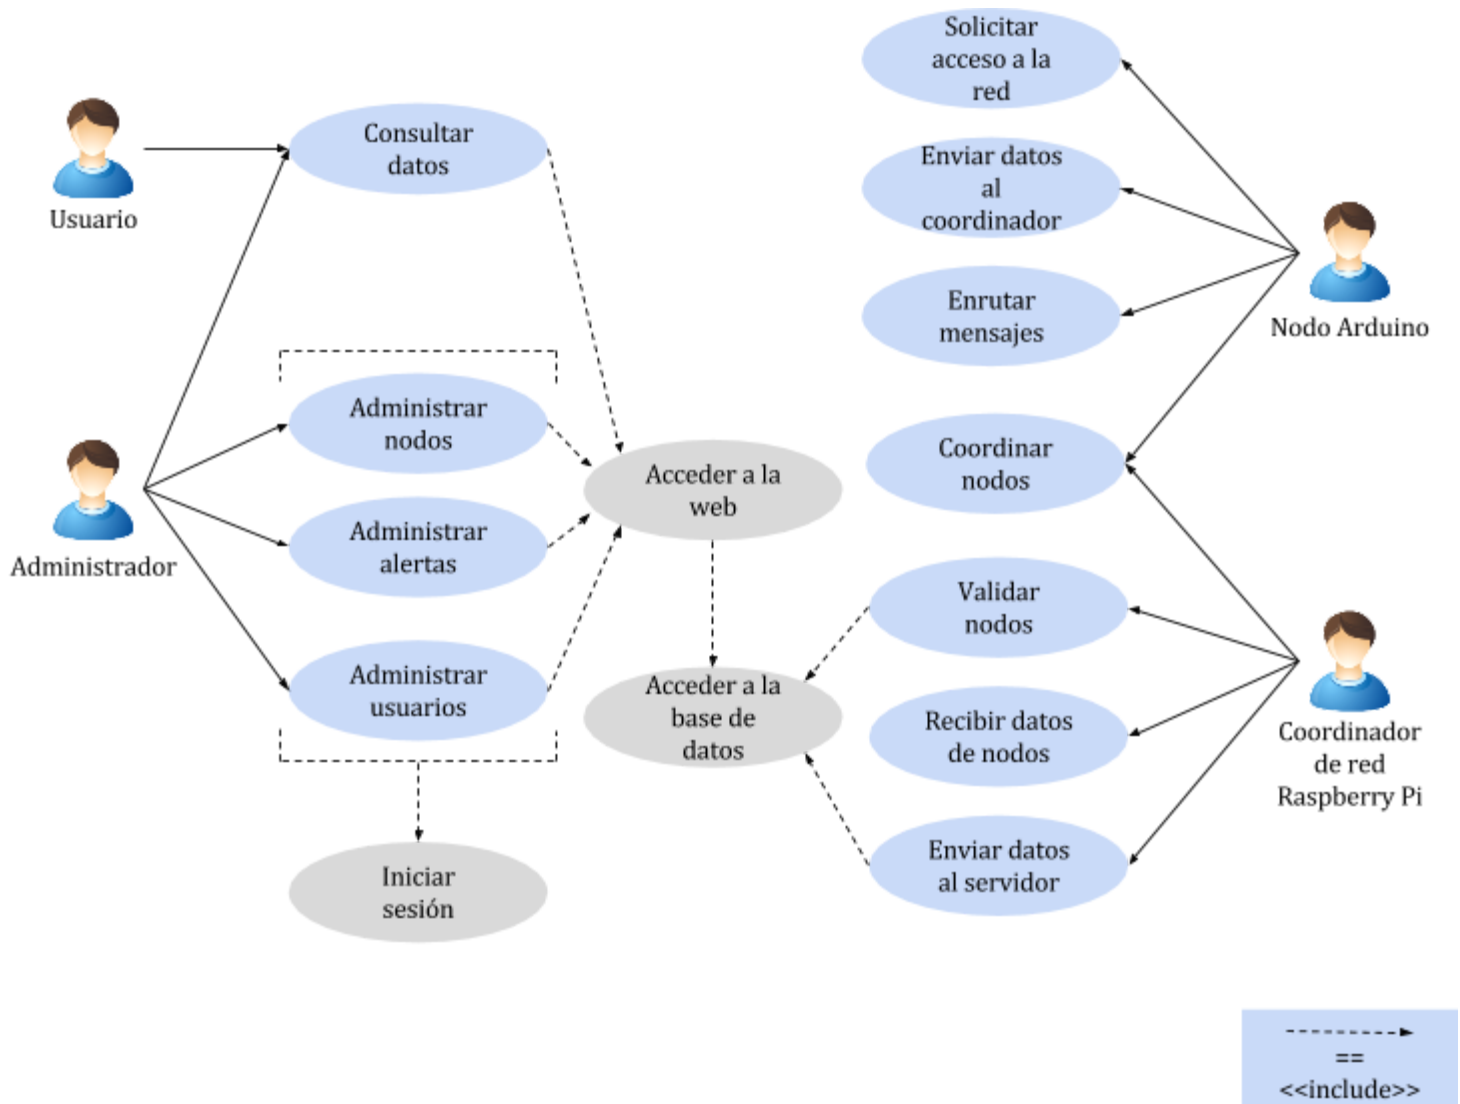 Usuario
Consultar
datos
Administrador
Administrar
nodos
Administrar
alertas
Administrar
usuarios
Iniciar
sesión
Acceder a la
web
Acceder a la
base de
datos
Solicitar
acceso a la
red
Enviar datos
al
coordinador
Enrutar
mensajes
Coordinar
nodos
Validar
nodos
Recibir datos
de nodos
Enviar datos
al servidor
Nodo Arduino
Coordinador
de red
Raspberry Pi
==
<<include>>